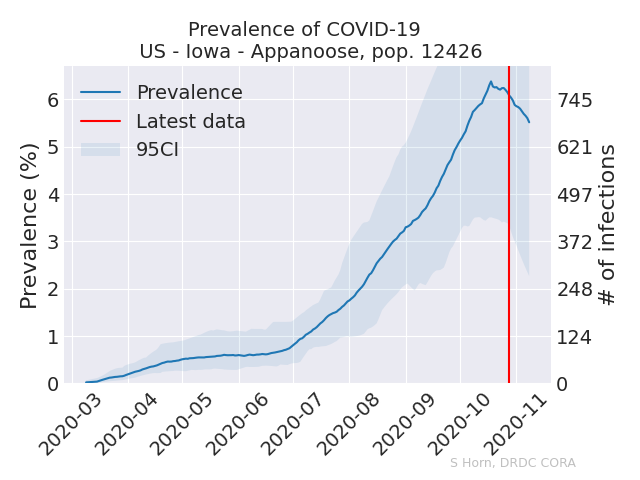 Prevalence of COVID-19
US - Iowa - Appanoose, pop. 12426
Prevalence
Latest data
95CI
Prevalence (%)
6
5
4
3
2
1
0
745
621
497
372
248
124
0
# of infections
2020-03
2020-04
2020-05
2020-06
2020-07
2020-08
2020-09
2020-10
2020-11
S Horn, DRDC CORA